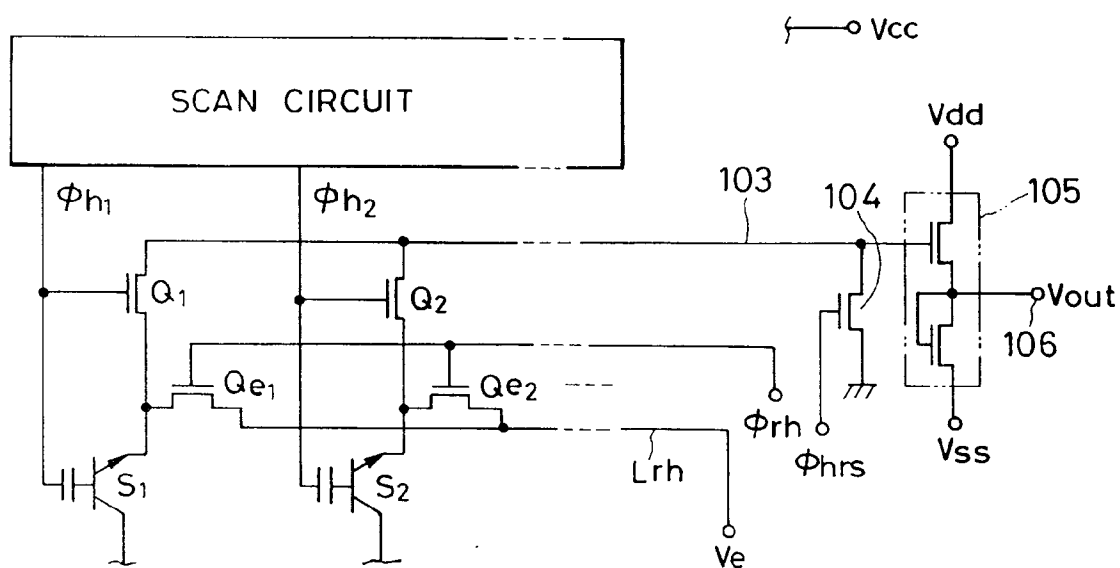 Vcc
SCAN CIRCUIT
Vdd
ϕh1
ϕh2
103
104
105
Q1
Q2
Vout
106
Qe1
Qe2
ϕrh
ϕhrs
Vss
Lrh
S1
S2
Ve